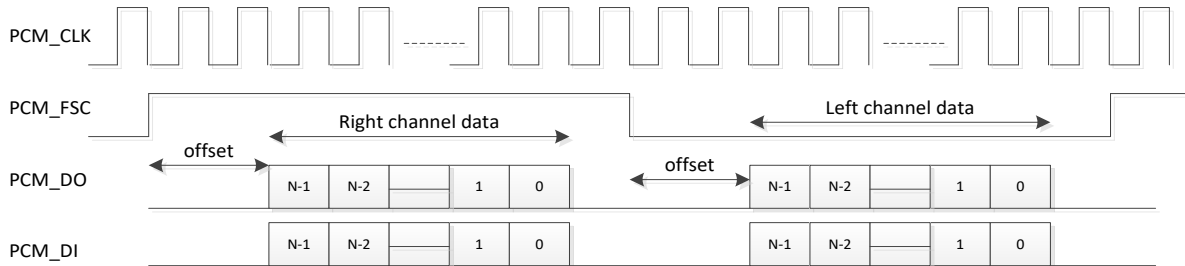 PCM_CLK
PCM_FSC
Right channel data
Left channel data
offset
offset
PCM_DO
N-1 N-2 1 0 N-1 N-2 1 0
PCM_DI
N-1 N-2 1 0 N-1 N-2 1 0